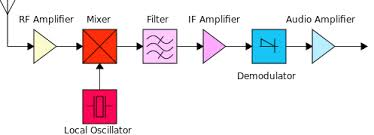 RF Amplifier Mixer Filter IF Amplifier Audio Amplifier
Demodulator
Local Oscillator